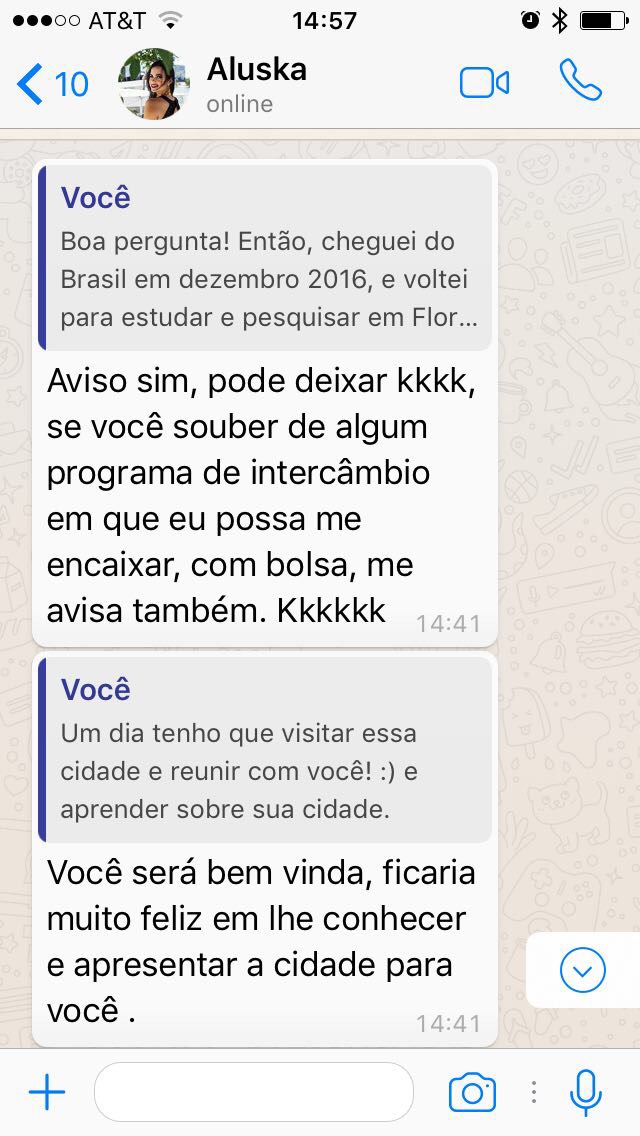 AT&T 14:57
10 Aluska
online
Você
Boa pergunta! Então, cheguei do
Brasil em dezembro 2016, e voltei
para estudar e pesquisar em Flor...
Aviso sim, pode deixar kkkk,
se você souber de algum
programa de intercâmbio
em que eu possa me
encaixar, com bolsa, me
avisa também. Kkkkkk 14:41
Você
Um dia tenho que visitar essa
cidade e reunir com você! :) e
aprender sobre sua cidade.
Você será bem vinda, ficaria
muito feliz em lhe conhecer
e apresentar a cidade para
você . 14:41